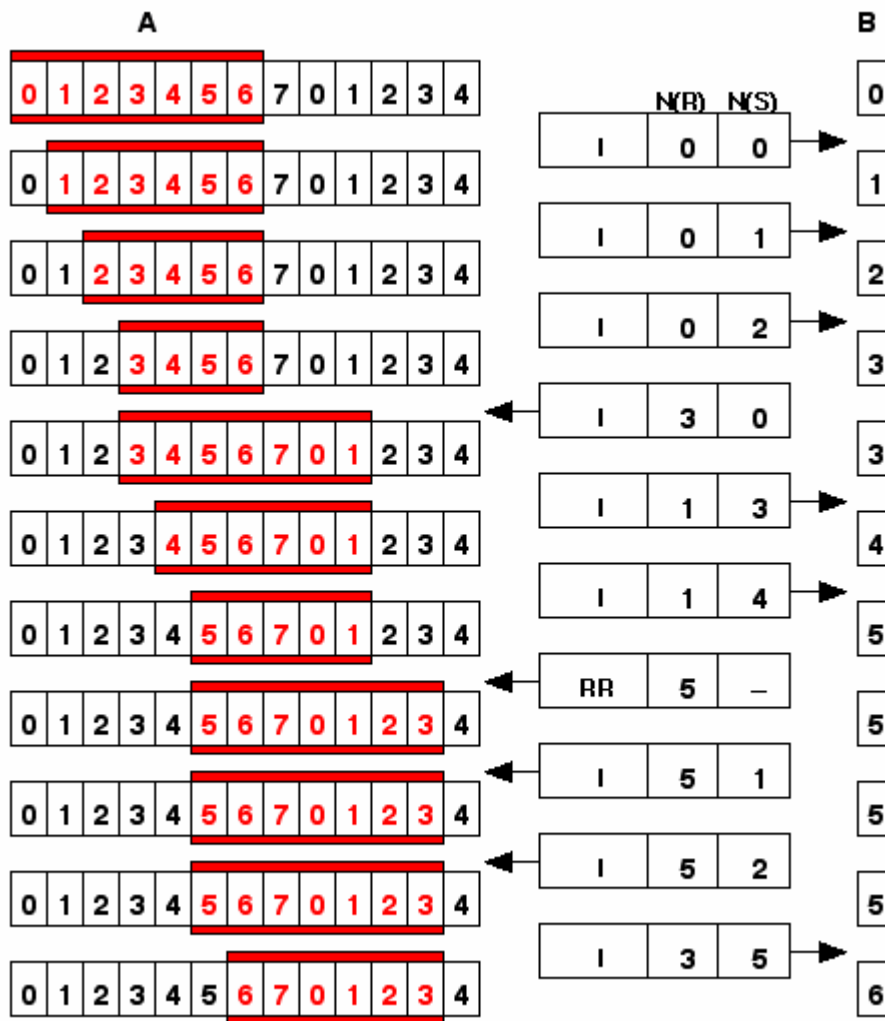 A B
0 1 2 3 4 5 6 7 0 1 2 3 4 0
N(R) N(S)
I 0 0
0 1 2 3 4 5 6 7 0 1 2 3 4 1
I 0 1
0 1 2 3 4 5 6 7 0 1 2 3 4 2
I 0 2
0 1 2 3 4 5 6 7 0 1 2 3 4 3
I 3 0
0 1 2 3 4 5 6 7 0 1 2 3 4 3
I 1 3
0 1 2 3 4 5 6 7 0 1 2 3 4 4
I 1 4
0 1 2 3 4 5 6 7 0 1 2 3 4 5
RR 5 –
0 1 2 3 4 5 6 7 0 1 2 3 4 5
I 5 1
0 1 2 3 4 5 6 7 0 1 2 3 4 5
I 5 2
0 1 2 3 4 5 6 7 0 1 2 3 4 5
I 3 5
0 1 2 3 4 5 6 7 0 1 2 3 4 6